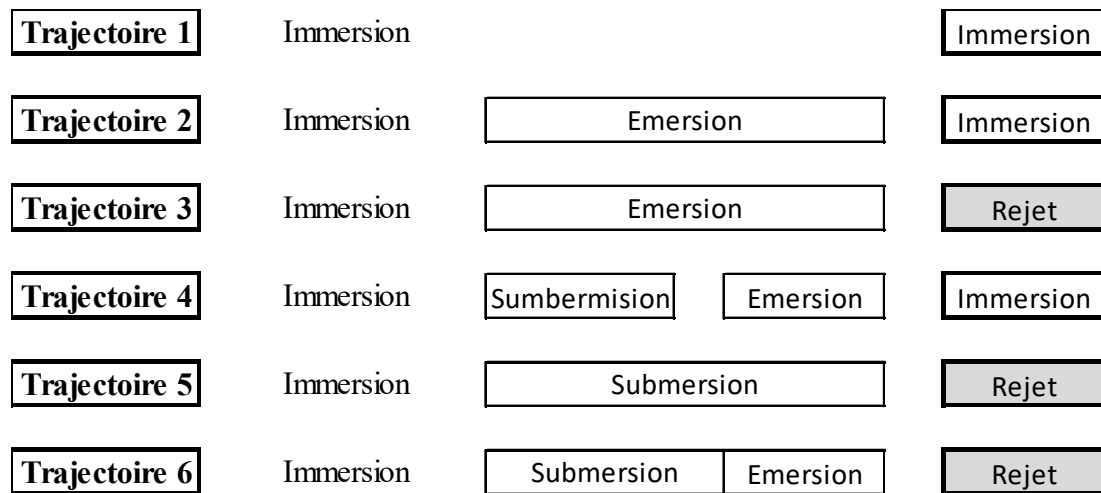 Trajectoire 1 Immersion Immersion
Trajectoire 2 Immersion Emersion Immersion
Trajectoire 3 Immersion Emersion Rejet
Trajectoire 4 Immersion Sumbermision Emersion Immersion
Trajectoire 5 Immersion Submersion Rejet
Trajectoire 6 Immersion Submersion Emersion Rejet